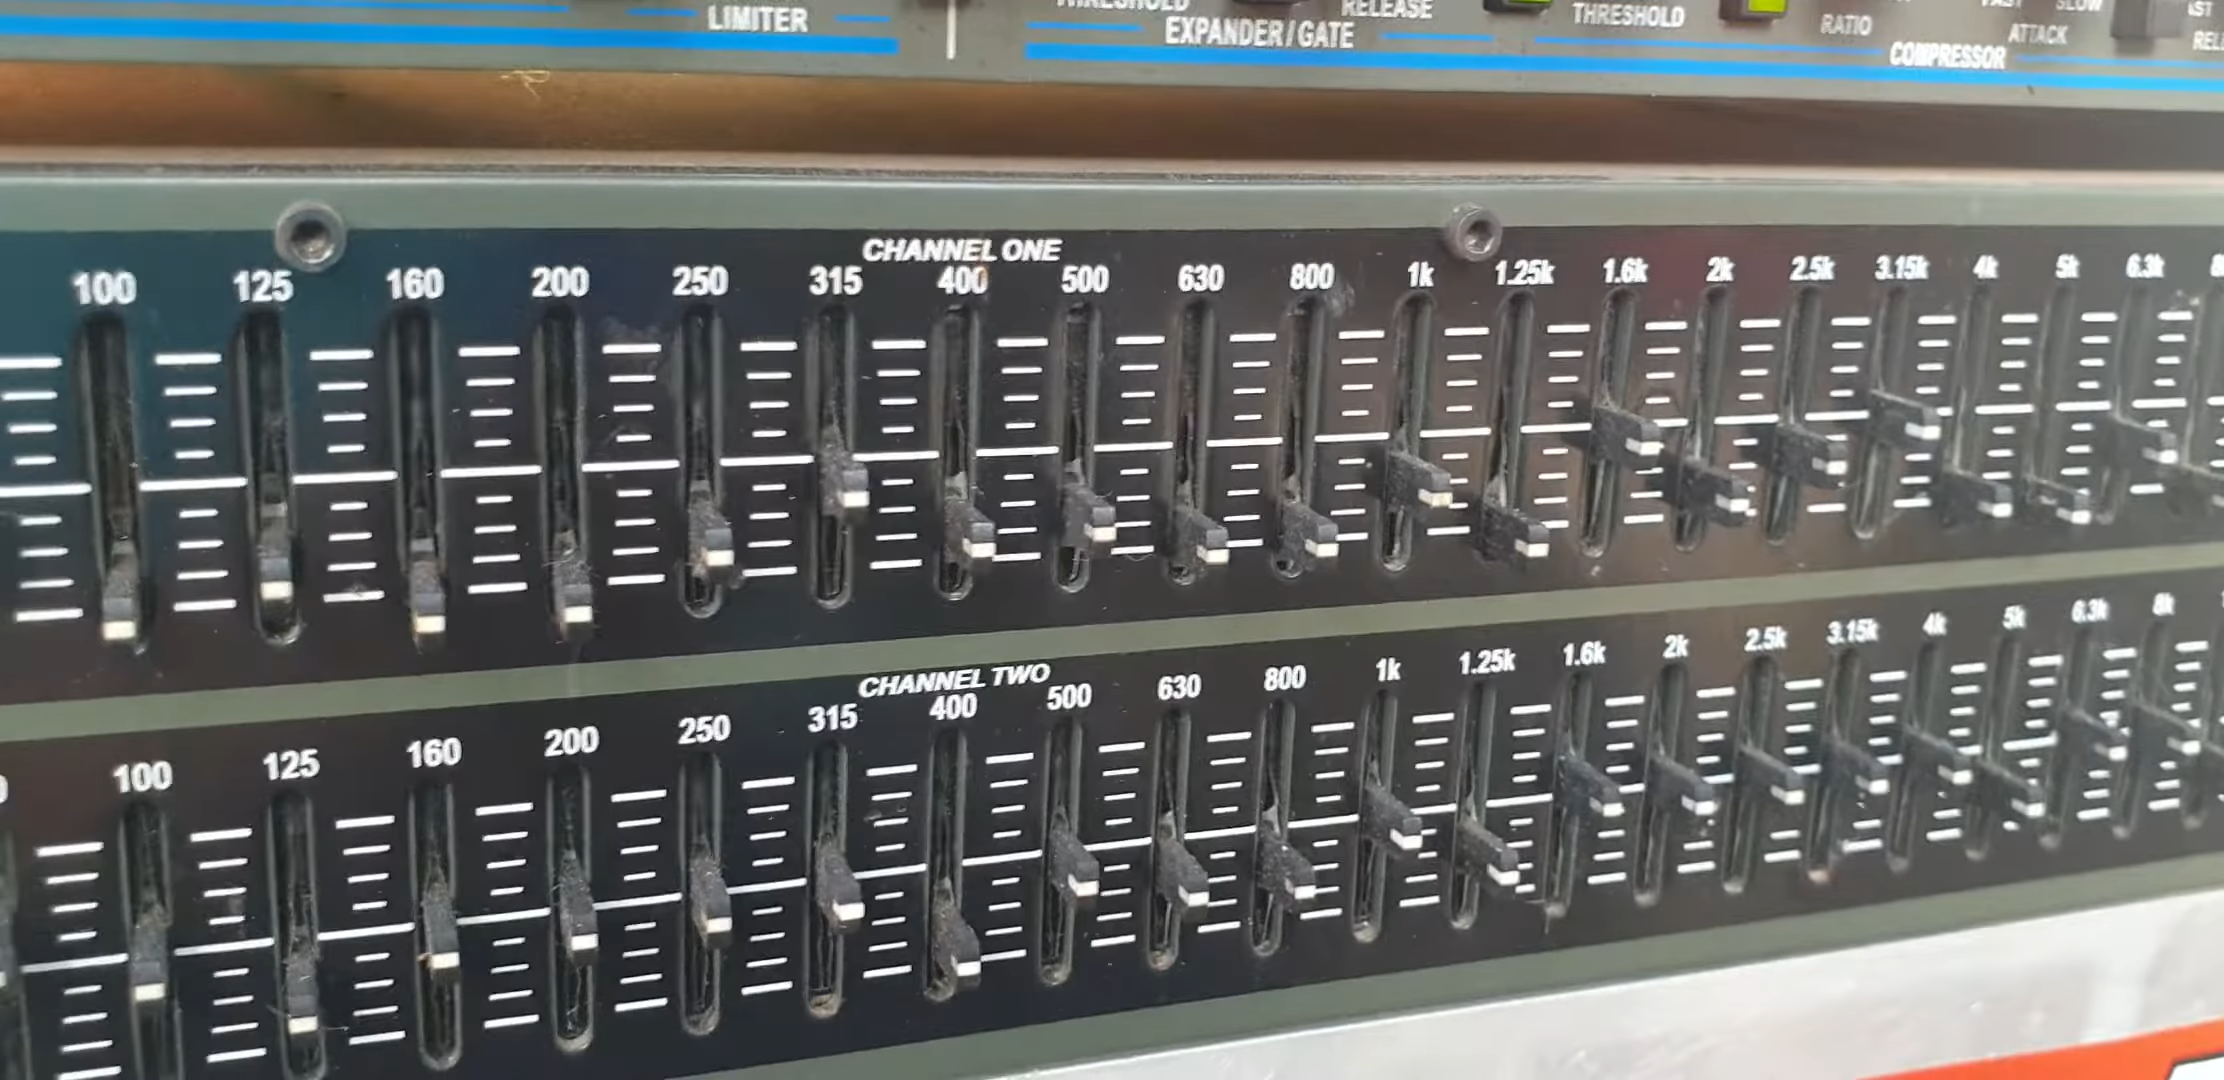 LIMITER
THRESHOLD
RELEASE
EXPANDER/GATE
THRESHOLD
RATIO
FAST SLOW
ATTACK
COMPRESSOR
CHANNEL ONE
100 125 160 200 250 315 400 500 630 800 1k 1.25k 1.6k 2k 2.5k 3.15k 4k 5k 6.3k
CHANNEL TWO
100 125 160 200 250 315 400 500 630 800 1k 1.25k 1.6k 2k 2.5k 3.15k 4k 5k 6.3k 8k